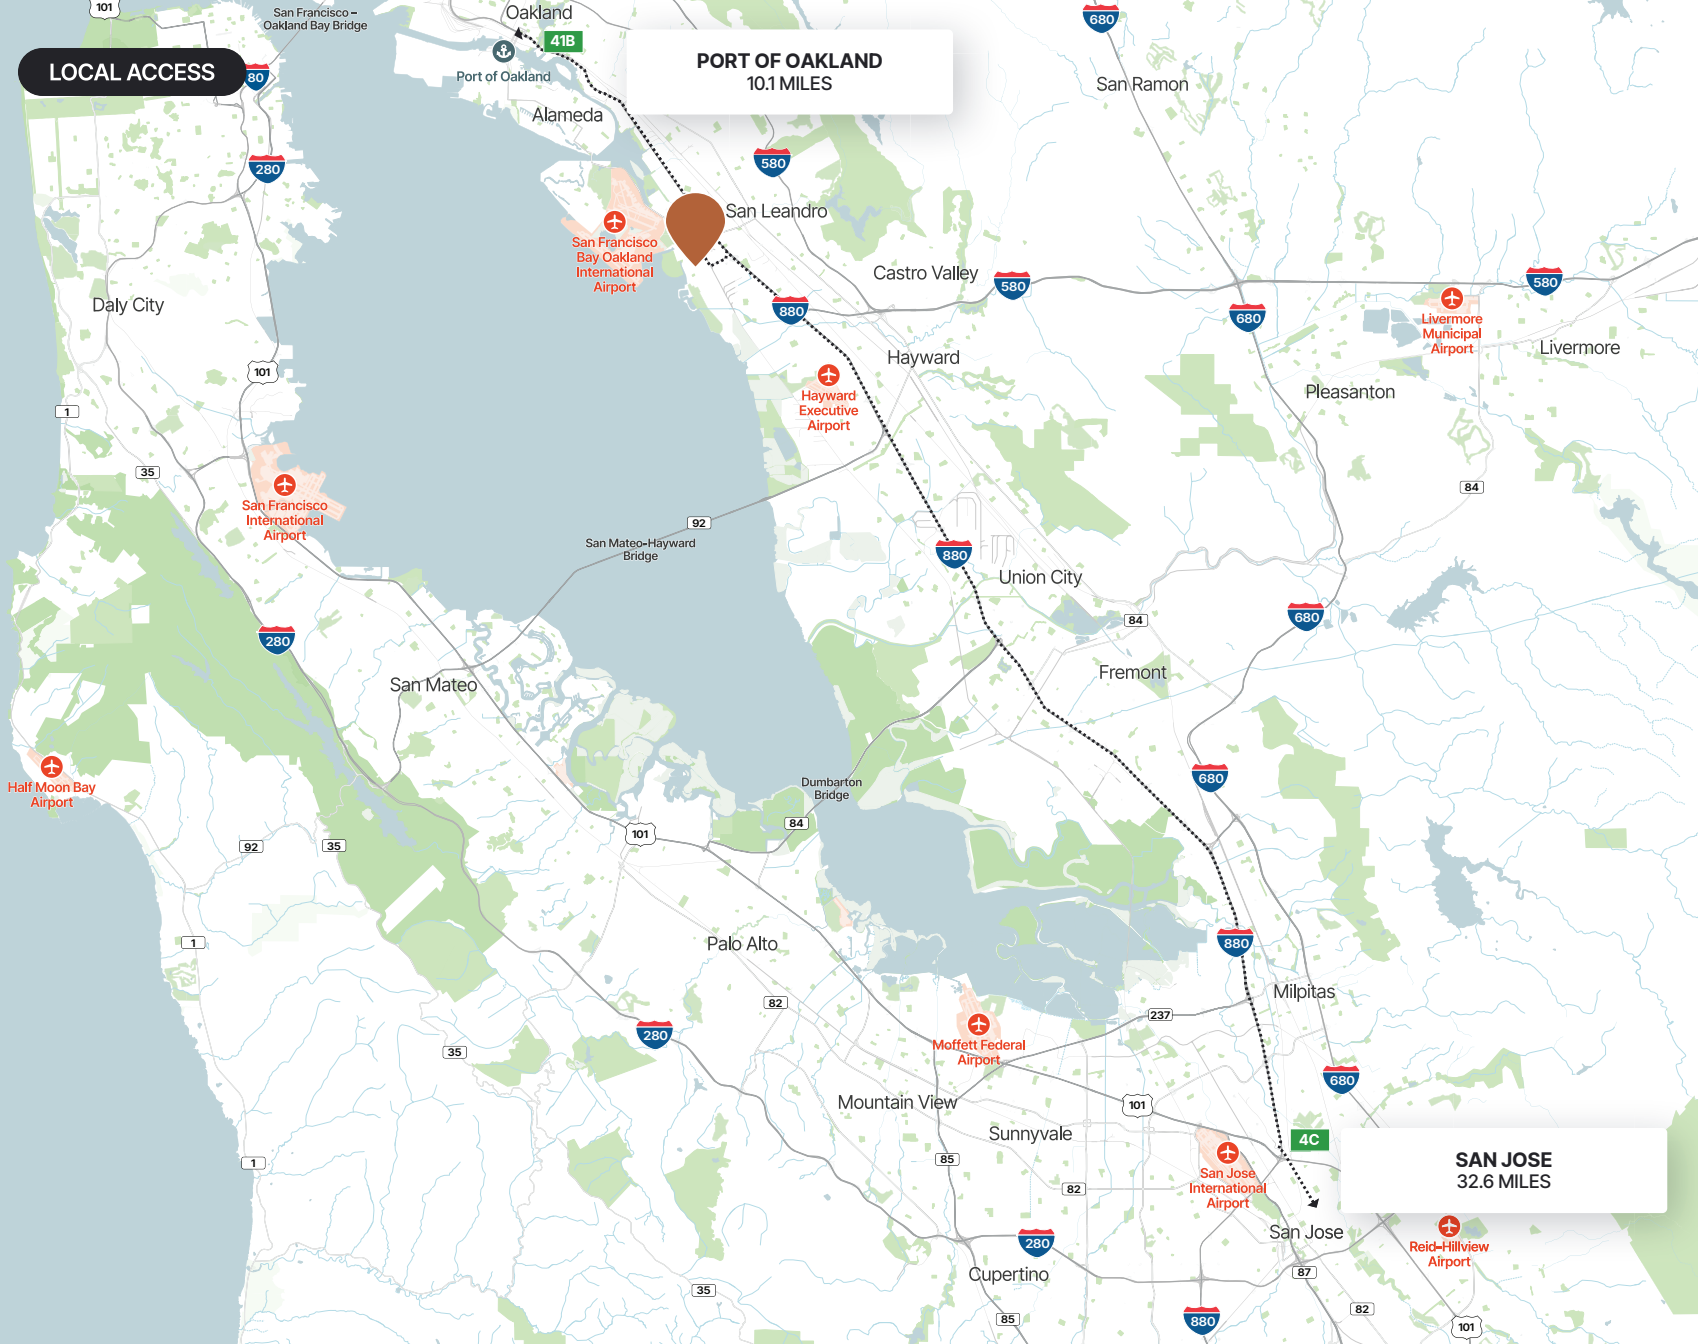 101
San Francisco –
Oakland Bay Bridge
Oakland
41B
Port of Oakland
PORT OF OAKLAND
10.1 MILES
680
San Ramon
LOCAL ACCESS
80
Alameda
280
580
San Leandro
San Francisco
Bay Oakland
International
Airport
Castro Valley
580
580
880
680
Livermore
Municipal
Airport
Livermore
Daly City
Hayward
101
Hayward
Executive
Airport
Pleasanton
1
35
San Francisco
International
Airport
84
92
San Mateo-Hayward
Bridge
880
Union City
84
680
280
San Mateo
Fremont
Half Moon Bay
Airport
680
Dumbarton
Bridge
84
101
92
35
1
Palo Alto
880
Milpitas
82
237
280
35
Moffett Federal
Airport
680
Mountain View
101
Sunnyvale
4C
SAN JOSE
32.6 MILES
1
85
82
San Jose
International
Airport
San Jose
Reid-Hillview
Airport
280
Cupertino
87
35
85
880
82
101